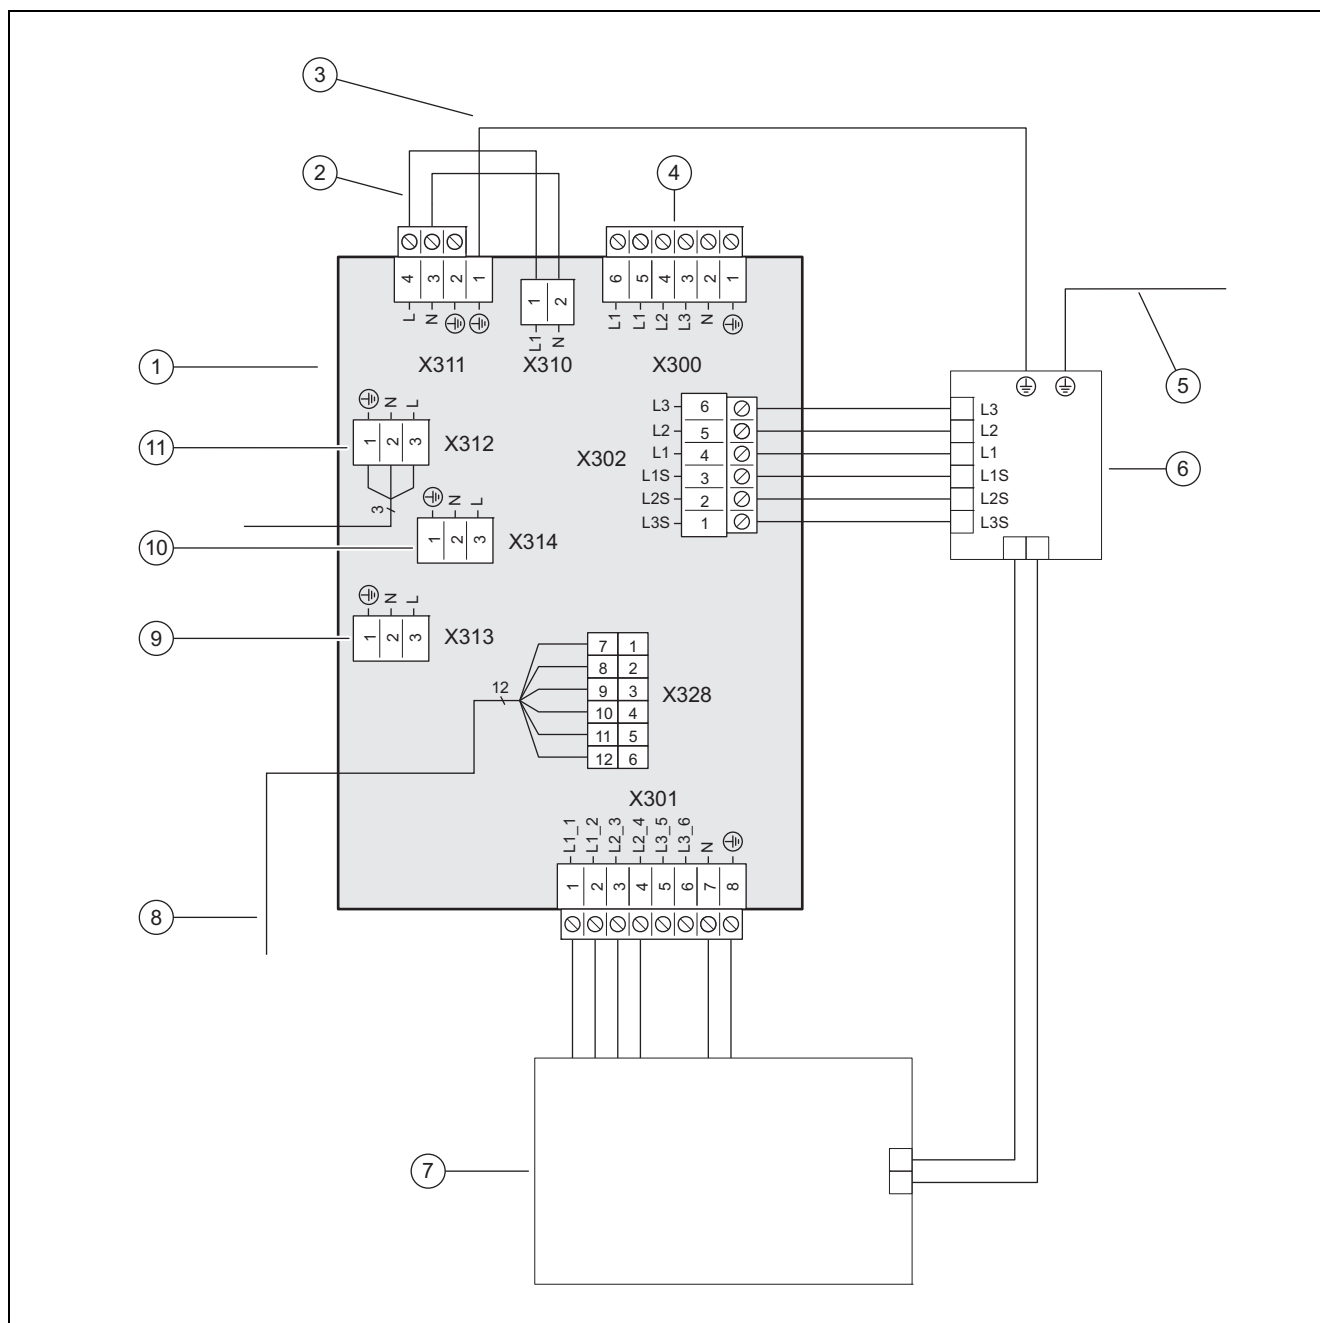 3
2
4
4 3 2 1
L N
X311
1 2
L1 N
X310
6 5 4 3 2 1
L1 L1 L2 L3 N
X300
1
5
N L
1 2 3
X312
11
3
N L
1 2 3
X314
10
N L
1 2 3
X313
9
X302
L3 6
L2 5
L1 4
L1S 3
L2S 2
L3S 1
L3
L2
L1
L1S
L2S
L3S
6
12
7 1
8 2
9 3
10 4
11 5
12 6
X328
X301
L1_1 L1_2 L2_3 L2_4 L3_5 L3_6 N
1 2 3 4 5 6 7 8
8
7